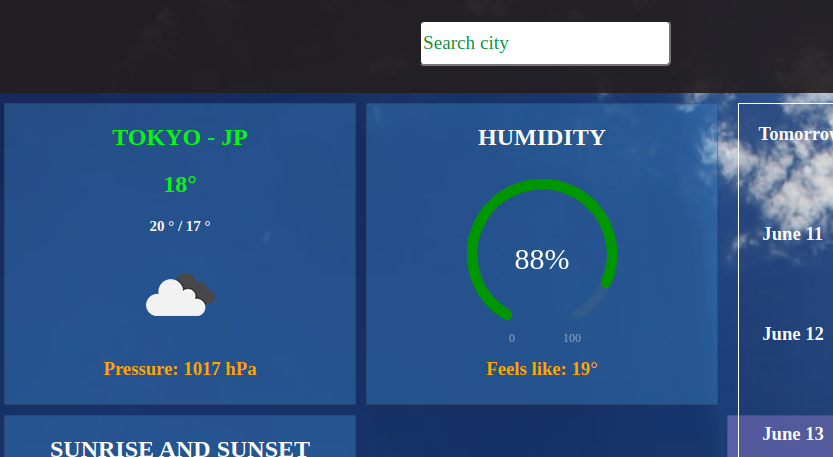 Search city
TOKYO - JP
18°
20 ° / 17 °
Pressure: 1017 hPa
HUMIDITY
88%
0 100
Feels like: 19°
SUNRISE AND SUNSET
June 11
June 12
June 13